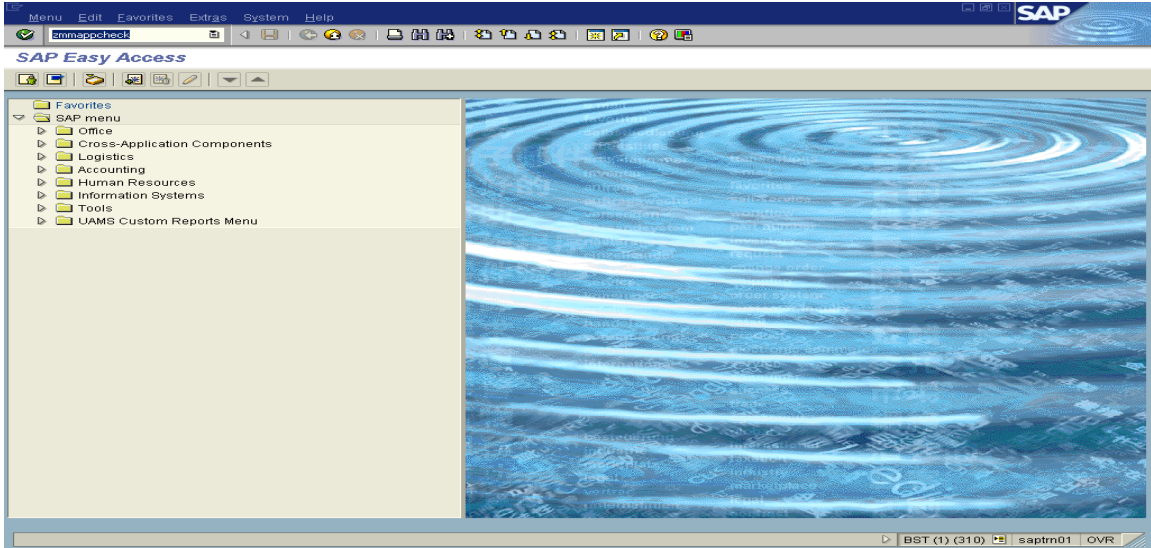 Menu Edit Favorites Extras System Help
SAP
zmmappcheck
SAP Easy Access
Favorites
SAP menu
Office
Cross-Application Components
Logistics
Accounting
Human Resources
Information Systems
Tools
UAMS Custom Reports Menu
BST (1) (310) saptrn01 OVR